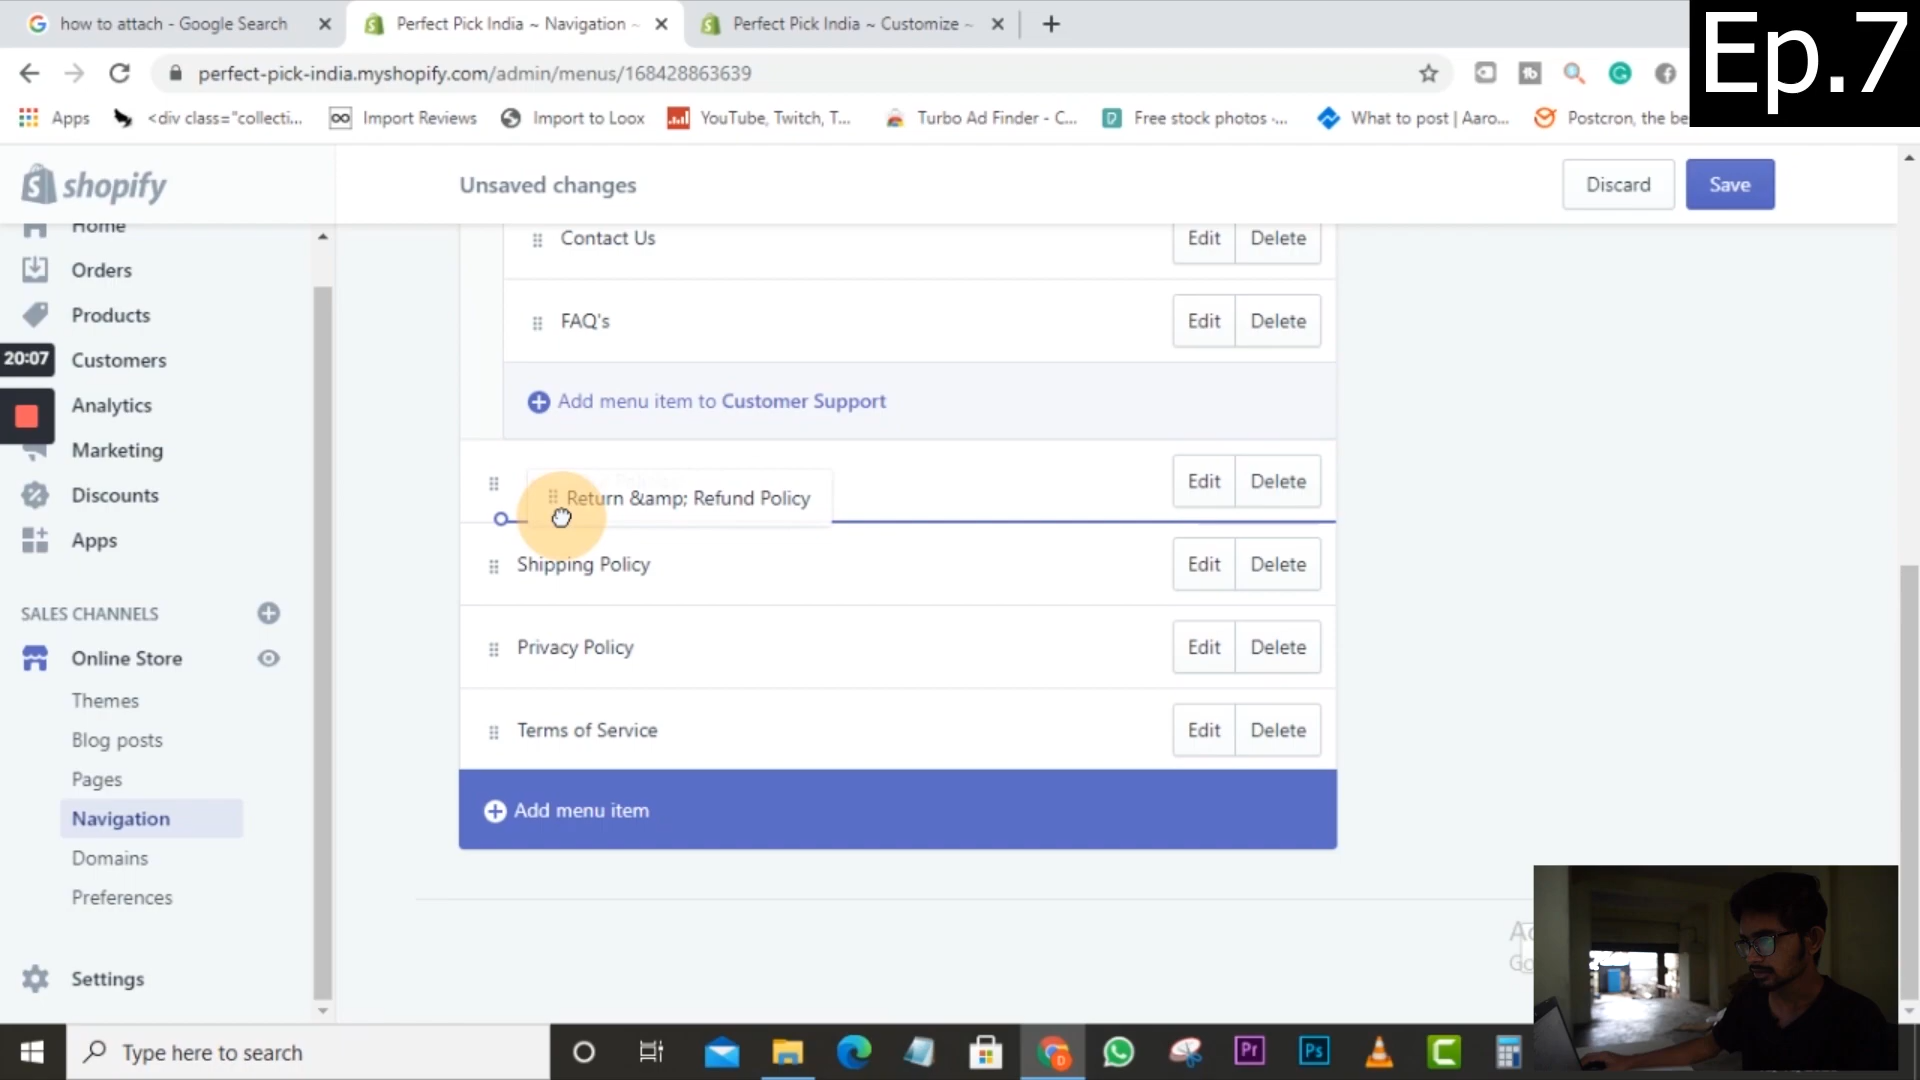 how to attach - Google Search
Perfect Pick India ~ Navigation ~
Perfect Pick India ~ Customize ~
Ep.7
perfect-pick-india.myshopify.com/admin/menus/168428863639
Apps
<div class="collecti...
Import Reviews
Import to Loox
YouTube, Twitch, T...
Turbo Ad Finder - C...
Free stock photos -...
What to post | Aaro...
Postcron, the be
shopify
Unsaved changes
Discard
Save
Home
Orders
Products
Customers
20:07
Analytics
Marketing
Discounts
Apps
SALES CHANNELS
Online Store
Themes
Blog posts
Pages
Navigation
Domains
Preferences
Settings
Contact Us
Edit
Delete
FAQ's
Edit
Delete
Add menu item to Customer Support
Return &amp; Refund Policy
Edit
Delete
Shipping Policy
Edit
Delete
Privacy Policy
Edit
Delete
Terms of Service
Edit
Delete
Add menu item
Type here to search
Pr
Ps